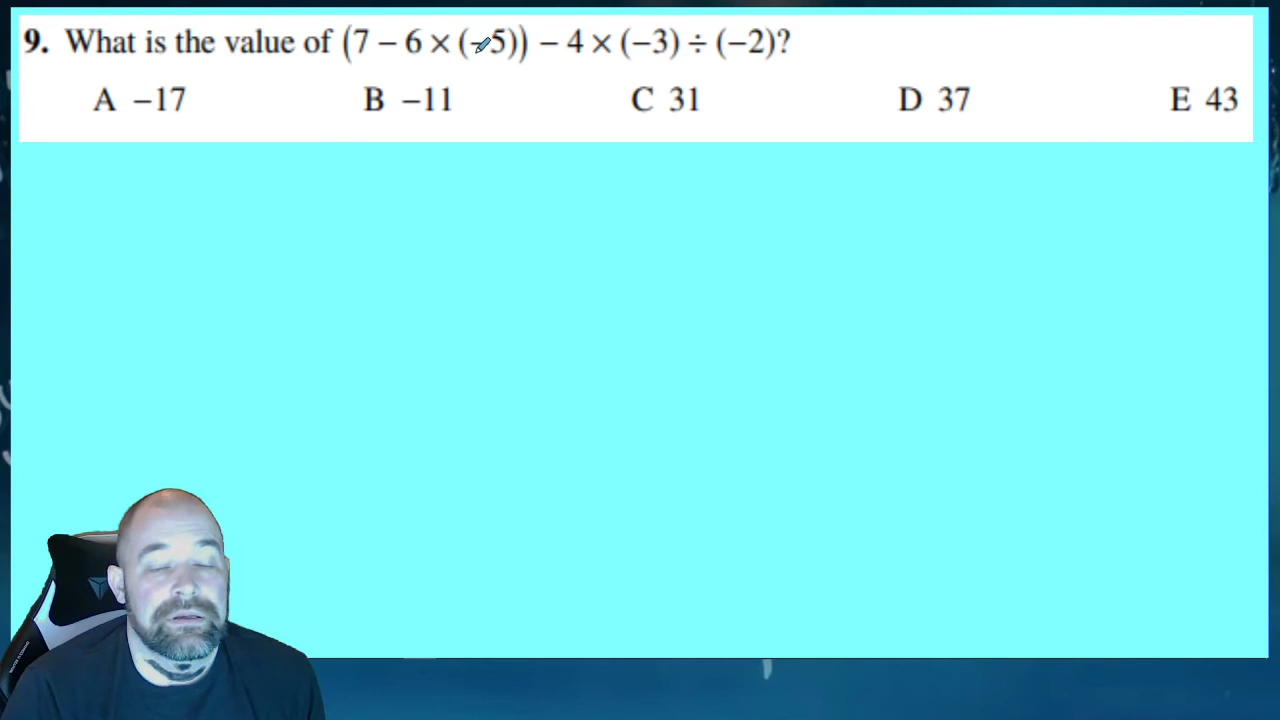 9. What is the value of (7 – 6 × (–5)) – 4 × (–3) ÷ (–2)?
A –17 B –11 C 31 D 37 E 43